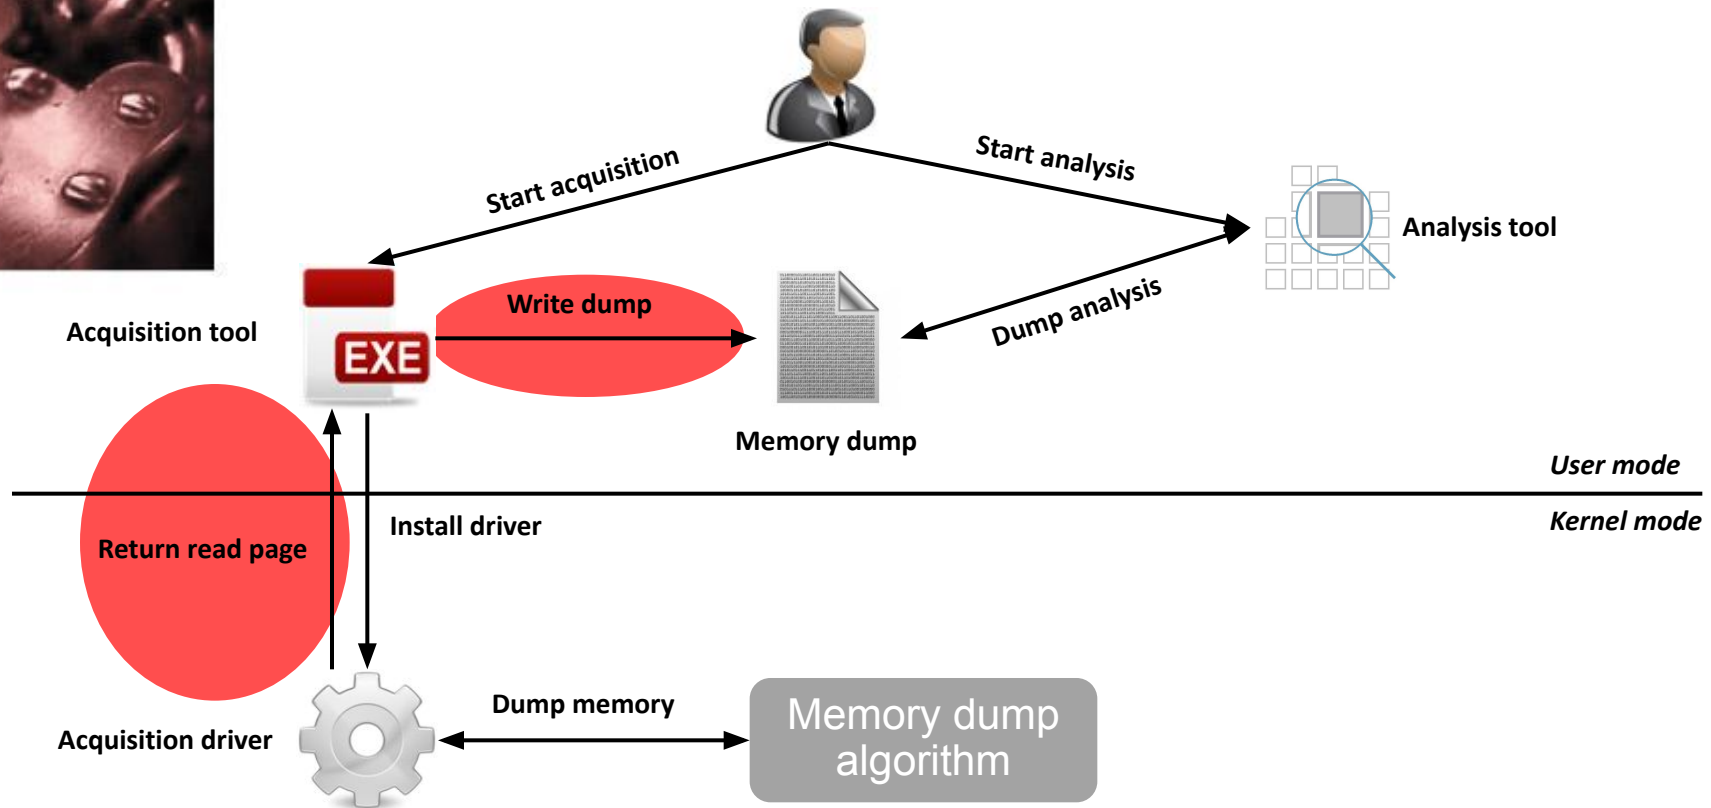 Start acquisition
Start analysis
Analysis tool
Acquisition tool
EXE
Write dump
Dump analysis
Memory dump
User mode
Kernel mode
Install driver
Return read page
Dump memory
Acquisition driver
Memory dump
algorithm